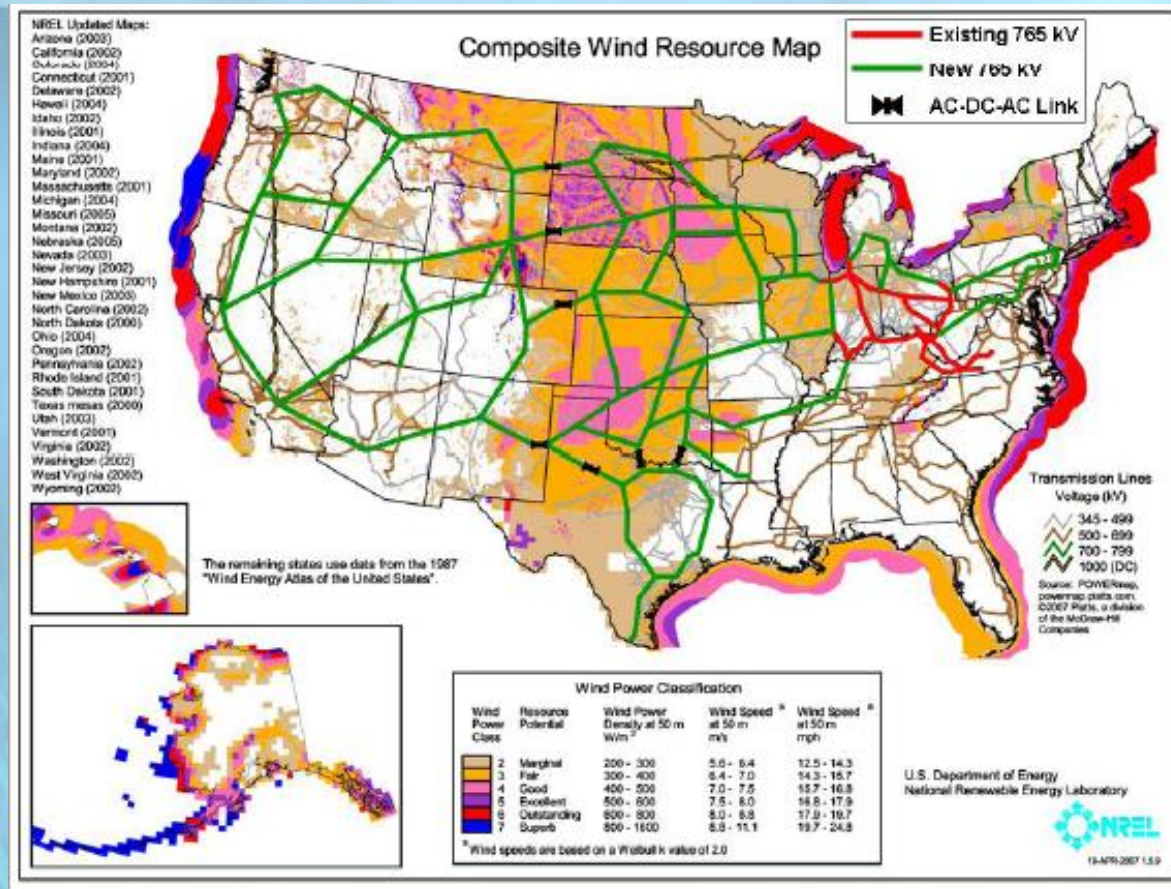 NREL Updated Maps:
Arizona (2003)
California (2002)
Colorado (2004)
Connecticut (2001)
Delaware (2002)
Hawaii (2004)
Idaho (2002)
Illinois (2001)
Indiana (2004)
Maine (2001)
Maryland (2002)
Massachusetts (2001)
Michigan (2004)
Missouri (2005)
Montana (2002)
Nebraska (2005)
Nevada (2003)
New Jersey (2002)
New Hampshire (2001)
New Mexico (2003)
North Carolina (2002)
North Dakota (2000)
Ohio (2004)
Oregon (2002)
Pennsylvania (2002)
Rhode Island (2001)
South Dakota (2001)
Texas mesas (2000)
Utah (2003)
Vermont (2001)
Virginia (2002)
Washington (2002)
West Virginia (2002)
Wyoming (2002)
Composite Wind Resource Map
Existing 765 kV
New 765 kV
AC-DC-AC Link
The remaining states use data from the 1987
"Wind Energy Atlas of the United States".
Transmission Lines
Voltage (kV)
345 - 499
500 - 699
700 - 799
1000 (DC)
Source: POWERmap,
powermap.platts.com
©2007 Platts, a division
of the McGraw-Hill
Companies
Wind Power Classification
Wind Power Class Resource Potential Wind Power Density at 50 m W/m² Wind Speed a at 50 m m/s Wind Speed a at 50 m mph
2 Marginal 200 - 300 5.6 - 6.4 12.5 - 14.3
3 Fair 300 - 400 6.4 - 7.0 14.3 - 15.7
4 Good 400 - 500 7.0 - 7.5 15.7 - 16.8
5 Excellent 500 - 600 7.5 - 8.0 16.8 - 17.9
6 Outstanding 600 - 800 8.0 - 8.8 17.9 - 19.7
7 Superb 800 - 1600 8.8 - 11.1 19.7 - 24.8
a Wind speeds are based on a Weibull k value of 2.0
U.S. Department of Energy
National Renewable Energy Laboratory
NREL
19-APR-2007 1.5.9